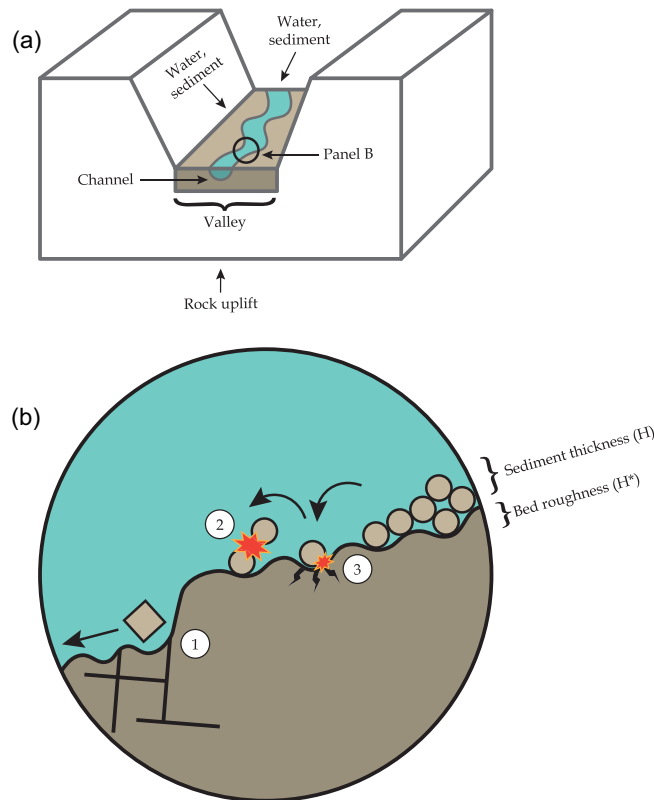 (a)
Water,
sediment
Water,
sediment
Panel B
Channel
Valley
Rock uplift
(b)
Sediment thickness (H)
Bed roughness (H*)
2
3
1